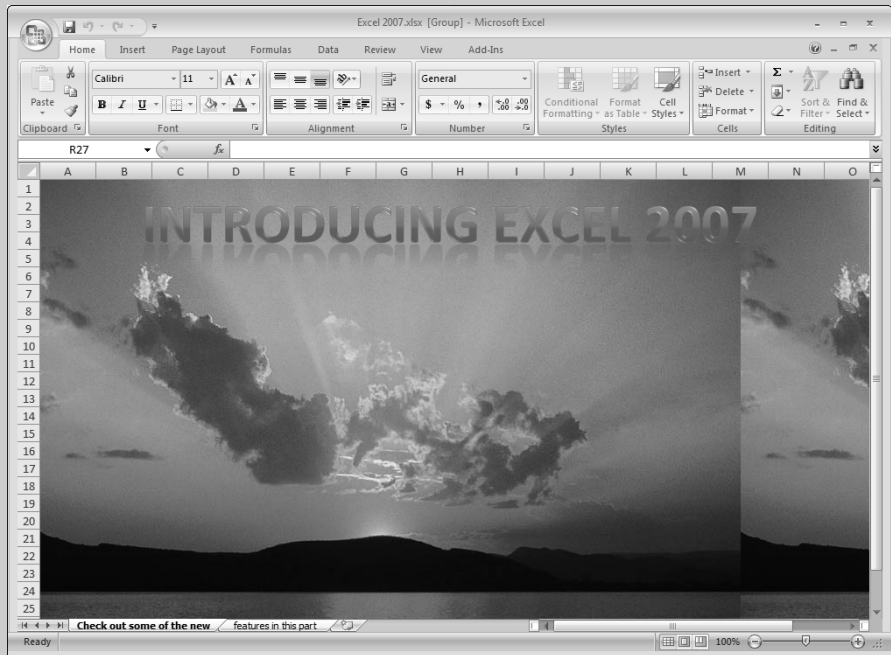 Excel 2007.xlsx [Group] - Microsoft Excel
Home Insert Page Layout Formulas Data Review View Add-Ins
Paste
Clipboard
Calibri 11 A A
B I U A
Font
Alignment
General
$ % , .0 .00 .00 .0
Number
Conditional Formatting
Format as Table
Cell Styles
Styles
Insert
Delete
Format
Cells
Σ
Sort & Filter
Find & Select
Editing
R27 fx
A B C D E F G H I J K L M N O
1
2
3
4
5
6
7
8
9
10
11
12
13
14
15
16
17
18
19
20
21
22
23
24
25
INTRODUCING EXCEL 2007
Check out some of the new features in this part
Ready 100%